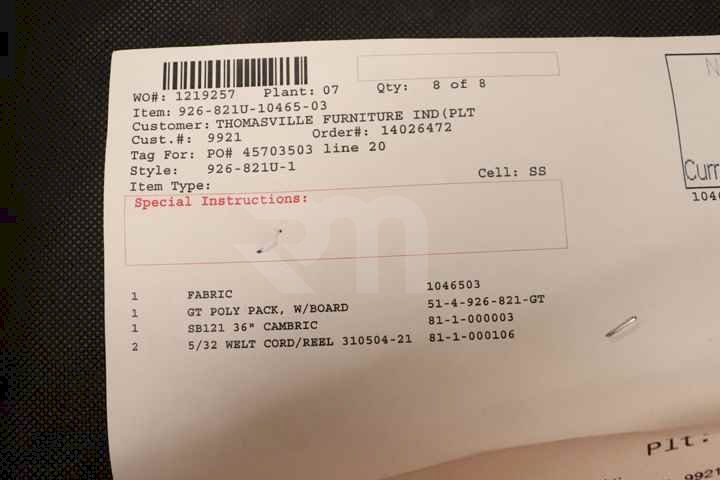 WO#: 1219257 Plant: 07 Qty: 8 of 8
Item: 926-821U-10465-03
Customer: THOMASVILLE FURNITURE IND(PLT
Cust.#: 9921 Order#: 14026472
Tag For: PO# 45703503 line 20
Style: 926-821U-1
Item Type: Cell: SS
Special Instructions:
rm
1 FABRIC 1046503
1 GT POLY PACK, W/BOARD 51-4-926-821-GT
1 SB121 36" CAMBRIC 81-1-000003
2 5/32 WELT CORD/REEL 310504-21 81-1-000106
N
Curr
1046
Plt:
9921